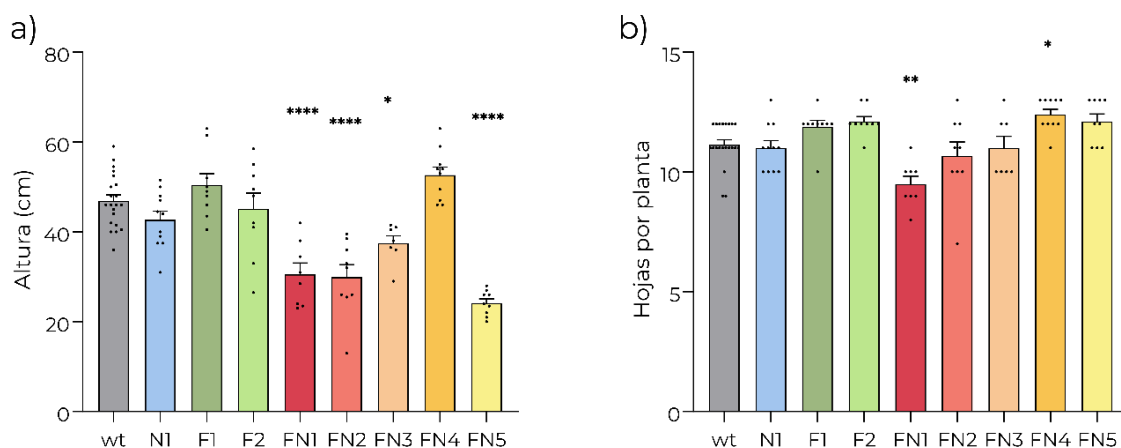 a)
Altura (cm)
80
60
40
20
0
****
****
*
****
wt N1 F1 F2 FN1 FN2 FN3 FN4 FN5
b)
Hojas por planta
15
10
5
0
**
*
wt N1 F1 F2 FN1 FN2 FN3 FN4 FN5